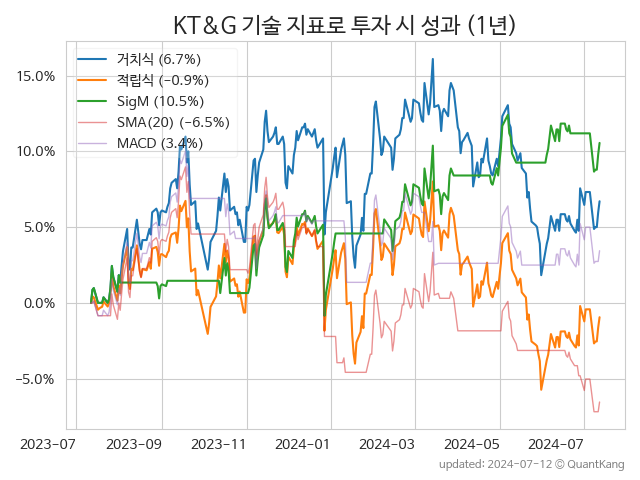 KT&G 기술 지표로 투자 시 성과 (1년)
거치식 (6.7%)
적립식 (−0.9%)
SigM (10.5%)
SMA(20) (−6.5%)
MACD (3.4%)
15.0%
10.0%
5.0%
0.0%
−5.0%
2023-07 2023-09 2023-11 2024-01 2024-03 2024-05 2024-07
updated: 2024-07-12 © QuantKang